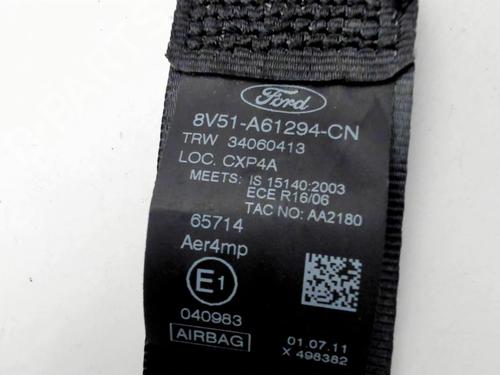 Ford
8V51-A61294-CN
TRW 34060413
LOC. CXP4A
MEETS: IS 15140:2003
ECE R16/06
TAC NO: AA2180
65714
Aer4mp
E1
040983
AIRBAG
01.07.11
X 498382